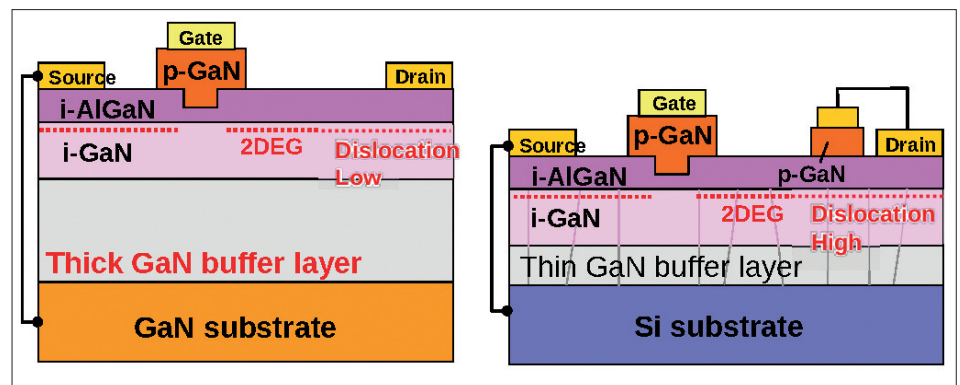 Gate
p-GaN
Source
Drain
i-AlGaN
2DEG
i-GaN
Dislocation
Low
Thick GaN buffer layer
GaN substrate
Gate
p-GaN
Source
Drain
i-AlGaN
p-GaN
i-GaN
2DEG
Dislocation
High
Thin GaN buffer layer
Si substrate